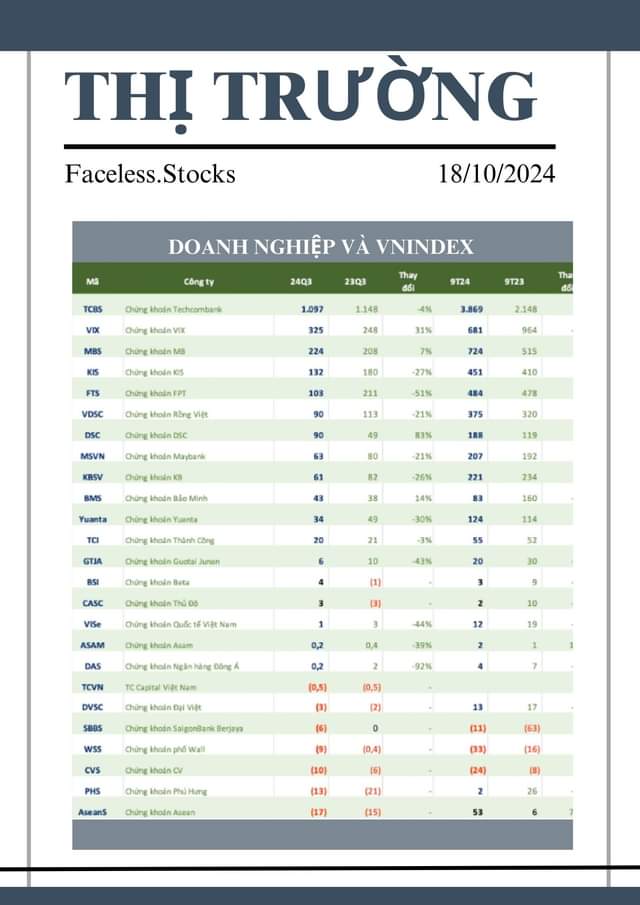 THỊ TRƯỜNG
Faceless.Stocks 18/10/2024
DOANH NGHIỆP VÀ VNINDEX
Mã Công ty 24Q3 23Q3 Thay đổi 9T24 9T23 Thay đổi
TCBS Chứng khoán Techcombank 1.097 1.148 -4% 3.869 2.148
VIX Chứng khoán VIX 325 248 31% 681 964 -
MBS Chứng khoán MB 224 208 7% 724 515
KIS Chứng khoán KIS 132 180 -27% 451 410
FTS Chứng khoán FPT 103 211 -51% 484 478
VDSC Chứng khoán Rồng Việt 90 113 -21% 375 320
DSC Chứng khoán DSC 90 49 83% 188 119
MSVN Chứng khoán Maybank 63 80 -21% 207 192
KBSV Chứng khoán KB 61 82 -26% 221 234
BMS Chứng khoán Bảo Minh 43 38 14% 83 160 -
Yuanta Chứng khoán Yuanta 34 49 -30% 124 114
TCI Chứng khoán Thành Công 20 21 -3% 55 52
GTJA Chứng khoán Guotai Junan 6 10 -43% 20 30 -
BSI Chứng khoán Beta 4 (1) - 3 9 -
CASC Chứng khoán Thủ Đô 3 (3) - 2 10 -
VISe Chứng khoán Quốc tế Việt Nam 1 3 -44% 12 19 -
ASAM Chứng khoán Asam 0,2 0,4 -39% 2 1 1
DAS Chứng khoán Ngân hàng Đông Á 0,2 2 -92% 4 7 -
TCVN TC Capital Việt Nam (0,5) (0,5) -
DVSC Chứng khoán Đại Việt (3) (2) - 13 17 -
SBBS Chứng khoán SaigonBank Berjaya (6) 0 - (11) (63)
WSS Chứng khoán phố Wall (9) (0,4) - (33) (16)
CVS Chứng khoán CV (10) (6) - (24) (8)
PHS Chứng khoán Phú Hưng (13) (21) - 2 26 -
AseanS Chứng khoán Asean (17) (15) - 53 6 7